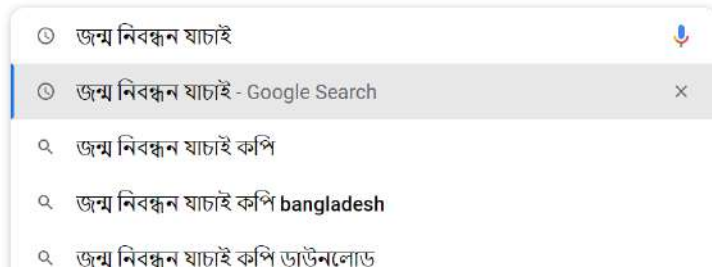 জন্ম নিবন্ধন যাচাই
জন্ম নিবন্ধন যাচাই - Google Search
জন্ম নিবন্ধন যাচাই কপি
জন্ম নিবন্ধন যাচাই কপি bangladesh
জন্ম নিবন্ধন যাচাই কপি ডাউনলোড